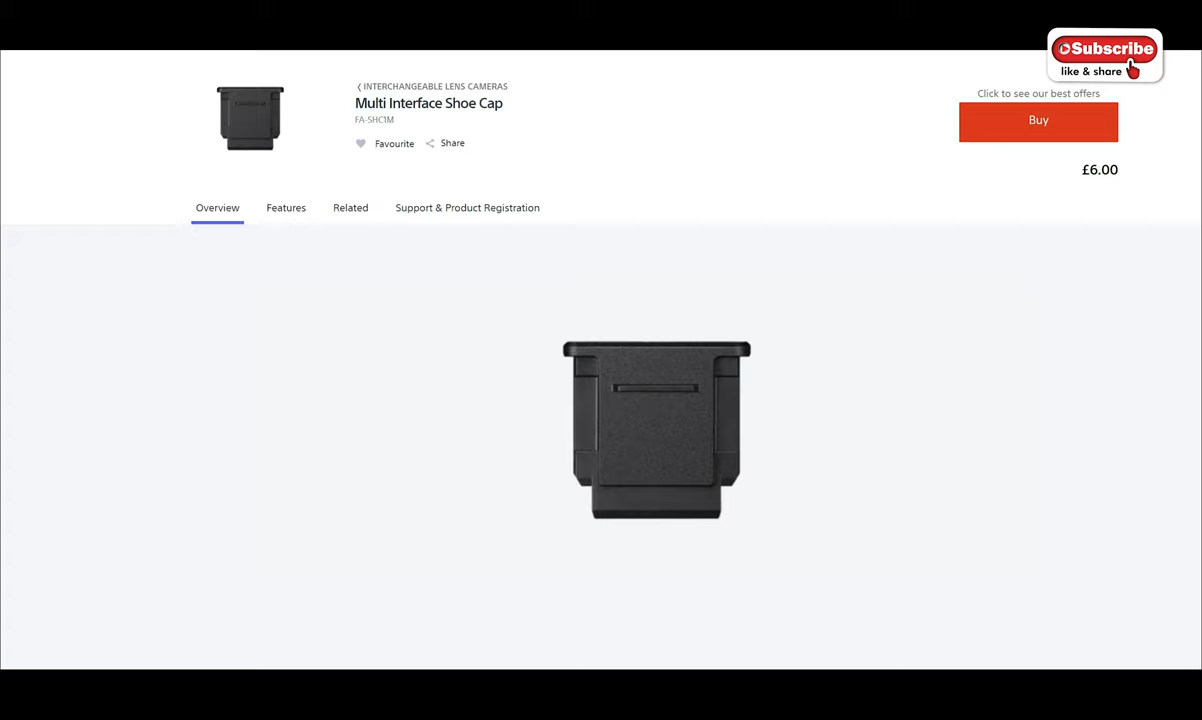 Subscribe
like & share
INTERCHANGEABLE LENS CAMERAS
Multi Interface Shoe Cap
FA-SHC1M
Favourite Share
Click to see our best offers
Buy
£6.00
Overview Features Related Support & Product Registration